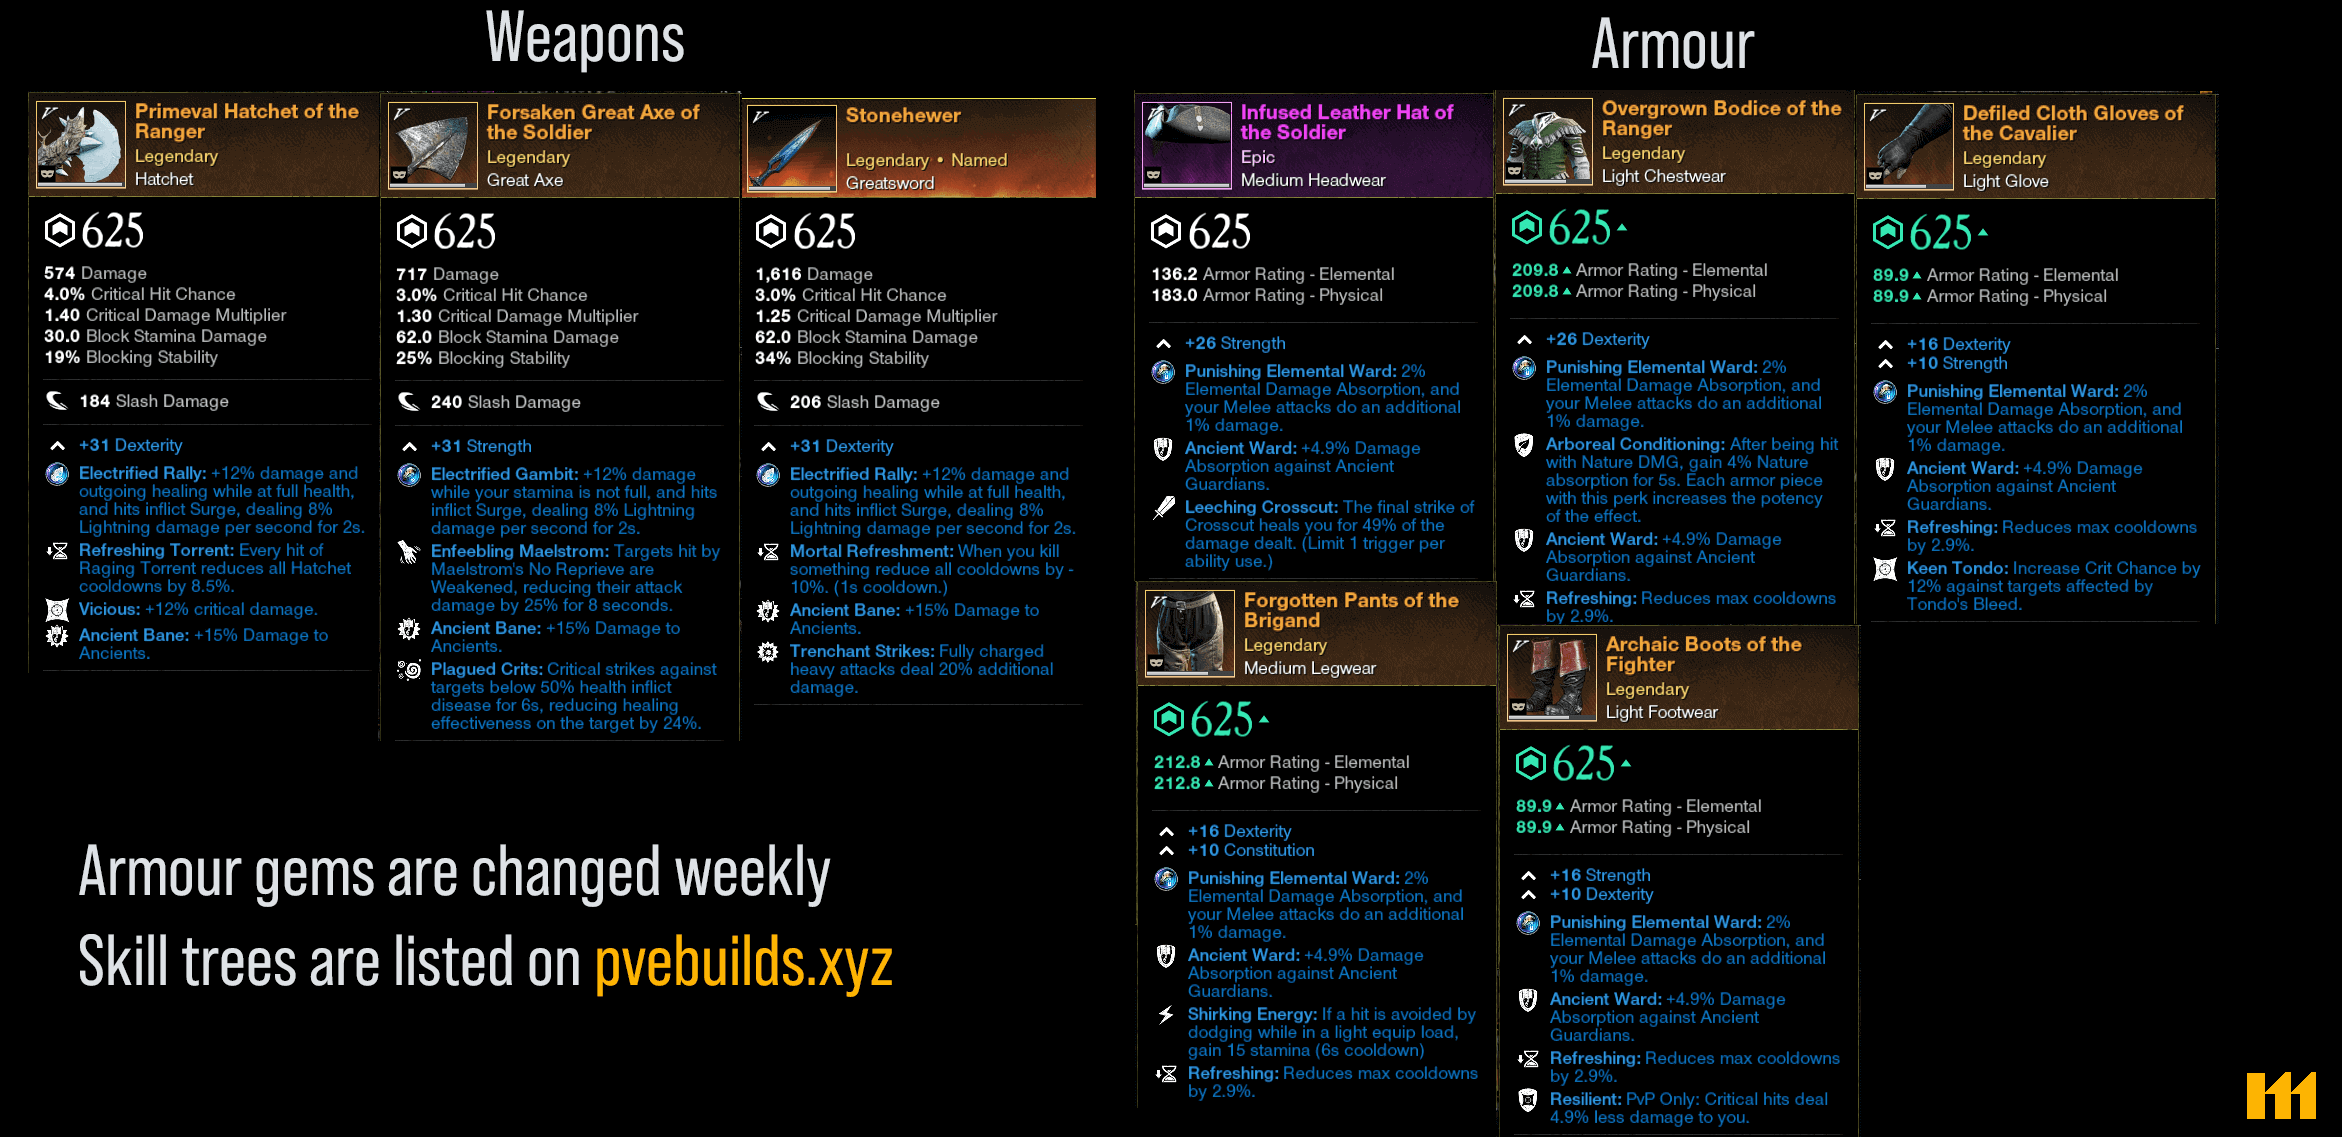 Weapons
Primeval Hatchet of the
Ranger
Legendary
Hatchet
625
574 Damage
4.0% Critical Hit Chance
1.40 Critical Damage Multiplier
30.0 Block Stamina Damage
19% Blocking Stability
184 Slash Damage
+31 Dexterity
Electrified Rally: +12% damage and
outgoing healing while at full health,
and hits inflict Surge, dealing 8%
Lightning damage per second for 2s.
Refreshing Torrent: Every hit of
Raging Torrent reduces all Hatchet
cooldowns by 8.5%.
Vicious: +12% critical damage.
Ancient Bane: +15% Damage to
Ancients.
Forsaken Great Axe of
the Soldier
Legendary
Great Axe
625
717 Damage
3.0% Critical Hit Chance
1.30 Critical Damage Multiplier
62.0 Block Stamina Damage
25% Blocking Stability
240 Slash Damage
+31 Strength
Electrified Gambit: +12% damage
while your stamina is not full, and hits
inflict Surge, dealing 8% Lightning
damage per second for 2s.
Enfeebling Maelstrom: Targets hit by
Maelstrom's No Reprieve are
Weakened, reducing their attack
damage by 25% for 8 seconds.
Ancient Bane: +15% Damage to
Ancients.
Plagued Crits: Critical strikes against
targets below 50% health inflict
disease for 6s, reducing healing
effectiveness on the target by 24%.
Stonehewer
Legendary • Named
Greatsword
625
1,616 Damage
3.0% Critical Hit Chance
1.25 Critical Damage Multiplier
62.0 Block Stamina Damage
34% Blocking Stability
206 Slash Damage
+31 Dexterity
Electrified Rally: +12% damage and
outgoing healing while at full health,
and hits inflict Surge, dealing 8%
Lightning damage per second for 2s.
Mortal Refreshment: When you kill
something reduce all cooldowns by -
10%. (1s cooldown.)
Ancient Bane: +15% Damage to
Ancients.
Trenchant Strikes: Fully charged
heavy attacks deal 20% additional
damage.
Armour gems are changed weekly
Skill trees are listed on pvebuilds.xyz
Armour
Infused Leather Hat of
the Soldier
Epic
Medium Headwear
625
136.2 Armor Rating - Elemental
183.0 Armor Rating - Physical
+26 Strength
Punishing Elemental Ward: 2%
Elemental Damage Absorption, and
your Melee attacks do an additional
1% damage.
Ancient Ward: +4.9% Damage
Absorption against Ancient
Guardians.
Leeching Crosscut: The final strike of
Crosscut heals you for 49% of the
damage dealt. (Limit 1 trigger per
ability use.)
Overgrown Bodice of the
Ranger
Legendary
Light Chestwear
625
209.8 Armor Rating - Elemental
209.8 Armor Rating - Physical
+26 Dexterity
Punishing Elemental Ward: 2%
Elemental Damage Absorption, and
your Melee attacks do an additional
1% damage.
Arboreal Conditioning: After being hit
with Nature DMG, gain 4% Nature
absorption for 5s. Each armor piece
with this perk increases the potency
of the effect.
Ancient Ward: +4.9% Damage
Absorption against Ancient
Guardians.
Refreshing: Reduces max cooldowns
by 2.9%.
Defiled Cloth Gloves of
the Cavalier
Legendary
Light Glove
625
89.9 Armor Rating - Elemental
89.9 Armor Rating - Physical
+16 Dexterity
+10 Strength
Punishing Elemental Ward: 2%
Elemental Damage Absorption, and
your Melee attacks do an additional
1% damage.
Ancient Ward: +4.9% Damage
Absorption against Ancient
Guardians.
Refreshing: Reduces max cooldowns
by 2.9%.
Keen Tondo: Increase Crit Chance by
12% against targets affected by
Tondo's Bleed.
Forgotten Pants of the
Brigand
Legendary
Medium Legwear
625
212.8 Armor Rating - Elemental
212.8 Armor Rating - Physical
+16 Dexterity
+10 Constitution
Punishing Elemental Ward: 2%
Elemental Damage Absorption, and
your Melee attacks do an additional
1% damage.
Ancient Ward: +4.9% Damage
Absorption against Ancient
Guardians.
Shirking Energy: If a hit is avoided by
dodging while in a light equip load,
gain 15 stamina (6s cooldown)
Refreshing: Reduces max cooldowns
by 2.9%.
Archaic Boots of the
Fighter
Legendary
Light Footwear
625
89.9 Armor Rating - Elemental
89.9 Armor Rating - Physical
+16 Strength
+10 Dexterity
Punishing Elemental Ward: 2%
Elemental Damage Absorption, and
your Melee attacks do an additional
1% damage.
Ancient Ward: +4.9% Damage
Absorption against Ancient
Guardians.
Refreshing: Reduces max cooldowns
by 2.9%.
Resilient: PvP Only: Critical hits deal
4.9% less damage to you.